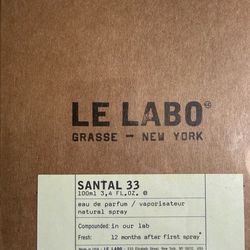 LE LABO
GRASSE - NEW YORK
SANTAL 33
100ml 3,4 FL.OZ. e
eau de parfum / vaporisateur
natural spray
Compounded: in our lab
Fresh: 12 months after first spray*
LE LABO